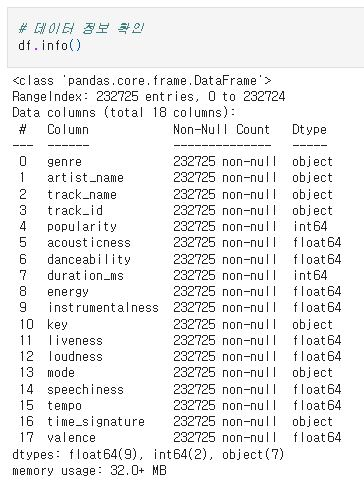 # 데이터 정보 확인
df.info()
<class 'pandas.core.frame.DataFrame'>
RangeIndex: 232725 entries, 0 to 232724
Data columns (total 18 columns):
 #   Column            Non-Null Count   Dtype
---  ------            --------------   -----
 0   genre             232725 non-null  object
 1   artist_name       232725 non-null  object
 2   track_name        232725 non-null  object
 3   track_id          232725 non-null  object
 4   popularity        232725 non-null  int64
 5   acousticness      232725 non-null  float64
 6   danceability      232725 non-null  float64
 7   duration_ms       232725 non-null  int64
 8   energy            232725 non-null  float64
 9   instrumentalness  232725 non-null  float64
 10  key               232725 non-null  object
 11  liveness          232725 non-null  float64
 12  loudness          232725 non-null  float64
 13  mode              232725 non-null  object
 14  speechiness       232725 non-null  float64
 15  tempo             232725 non-null  float64
 16  time_signature    232725 non-null  object
 17  valence           232725 non-null  float64
dtypes: float64(9), int64(2), object(7)
memory usage: 32.0+ MB